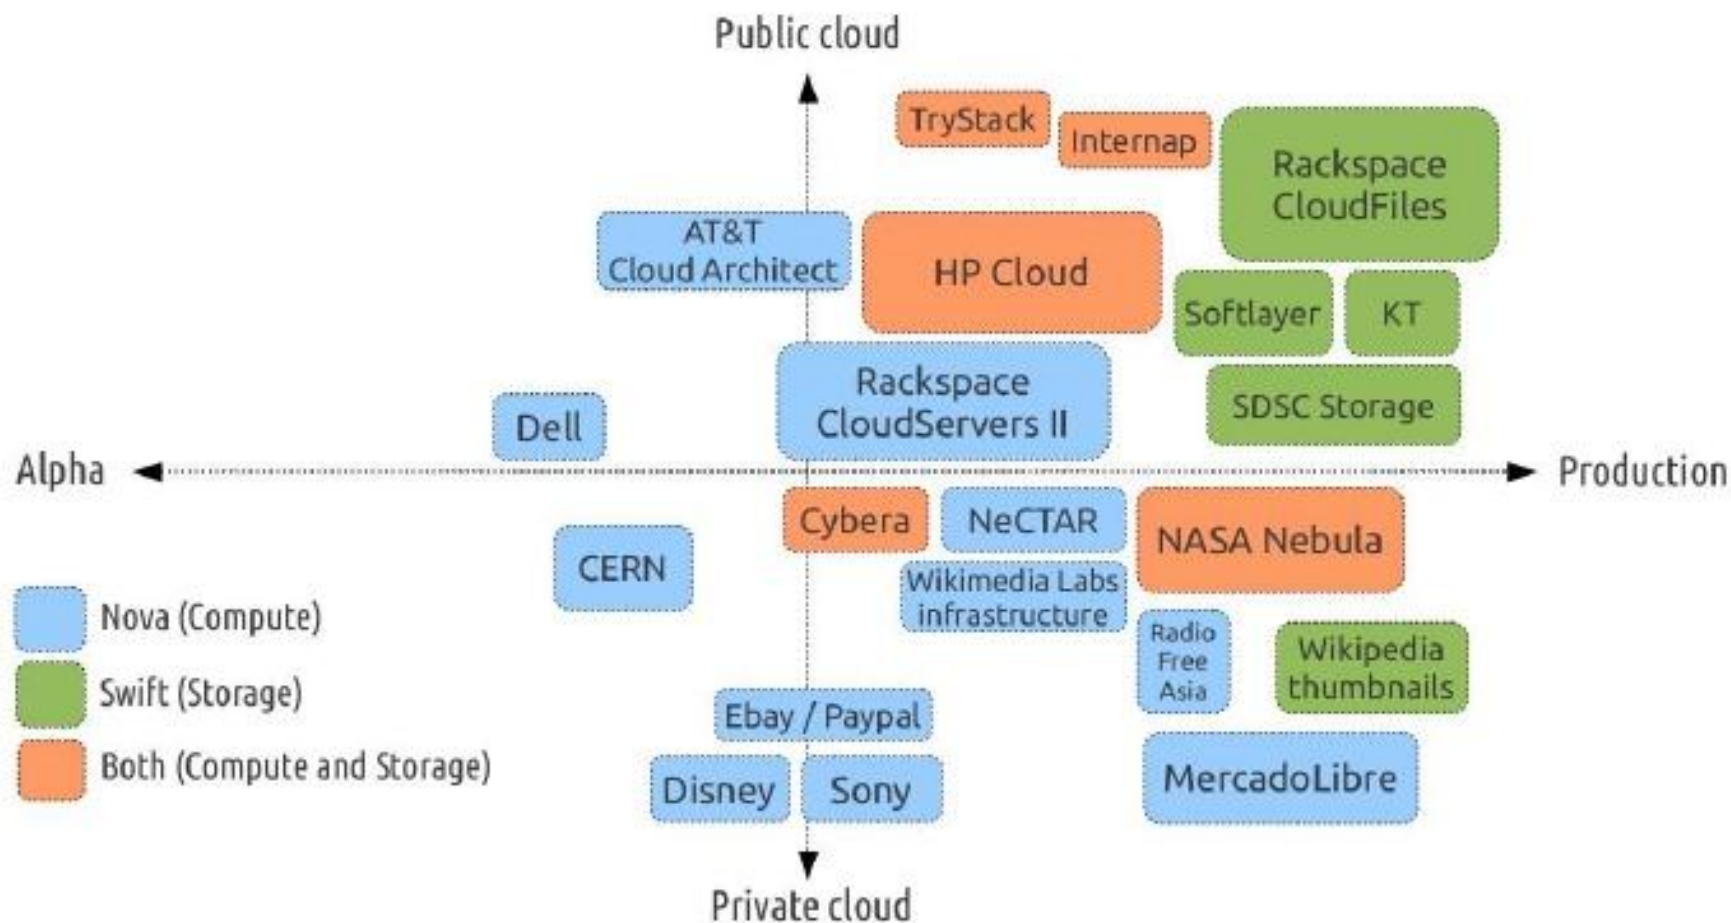 Public cloud
TryStack
Internap
Rackspace
CloudFiles
AT&T
Cloud Architect
HP Cloud
Softlayer
KT
Rackspace
CloudServers II
SDSC Storage
Dell
Alpha
Production
Cybera
NeCTAR
NASA Nebula
CERN
Wikimedia Labs
infrastructure
Nova (Compute)
Radio
Free
Asia
Wikipedia
thumbnails
Swift (Storage)
Ebay / Paypal
Both (Compute and Storage)
Disney
Sony
MercadoLibre
Private cloud